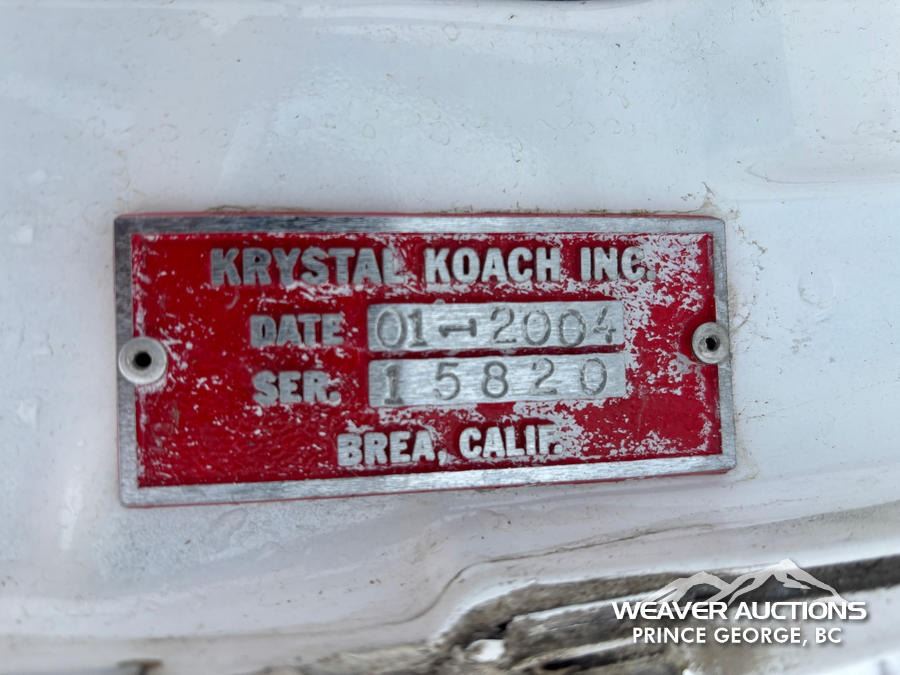 KRYSTAL KOACH INC.
DATE 01-2004
SER. 15820
BREA, CALIF.
WEAVER AUCTIONS
PRINCE GEORGE, BC